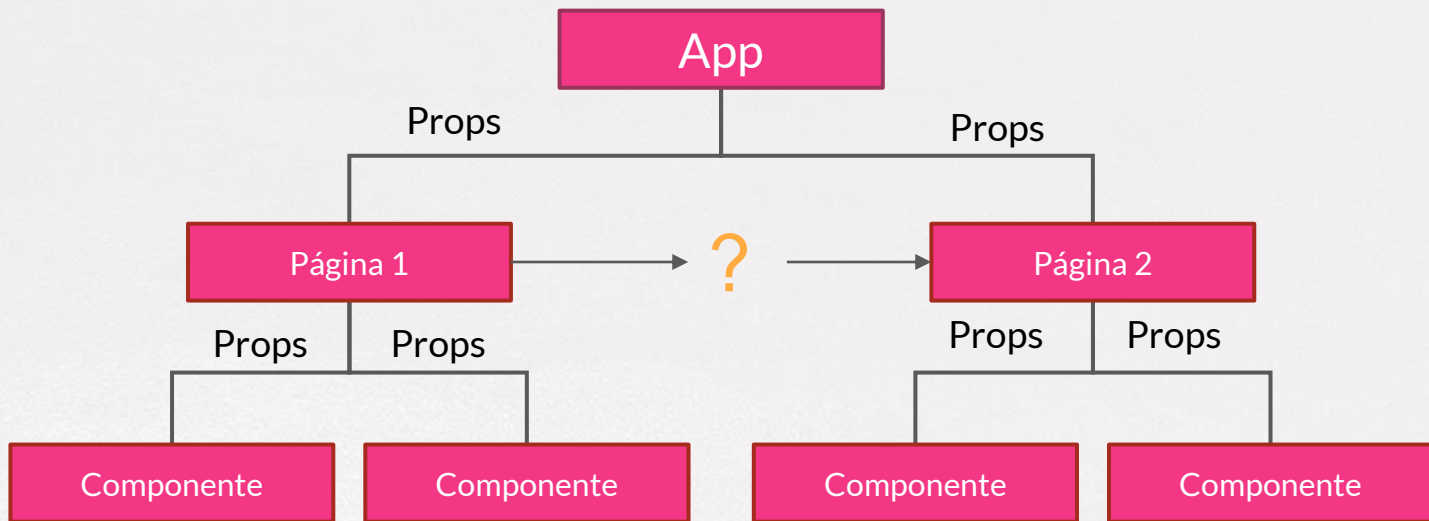 App
Props
Props
Página 1
?
Página 2
Props
Props
Props
Props
Componente
Componente
Componente
Componente